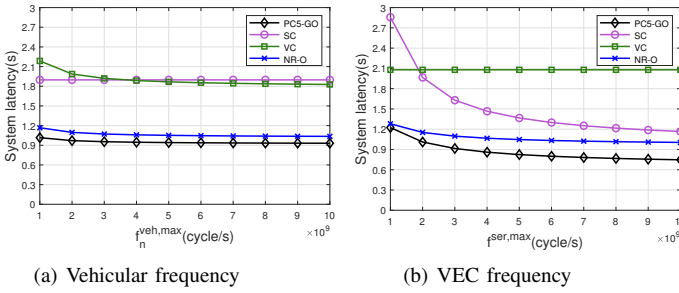 3
2.7
2.4
2.1
1.8
1.5
1.2
0.9
0.6
0.3
0
System latency(s)
PC5-GO
SC
VC
NR-O
1 2 3 4 5 6 7 8 9 10
×10^9
f_n^{veh,max}(cycle/s)
(a) Vehicular frequency
3
2.7
2.4
2.1
1.8
1.5
1.2
0.9
0.6
0.3
0
System latency(s)
PC5-GO
SC
VC
NR-O
1 2 3 4 5 6 7 8 9 1
×10^9
f^{ser,max}(cycle/s)
(b) VEC frequency